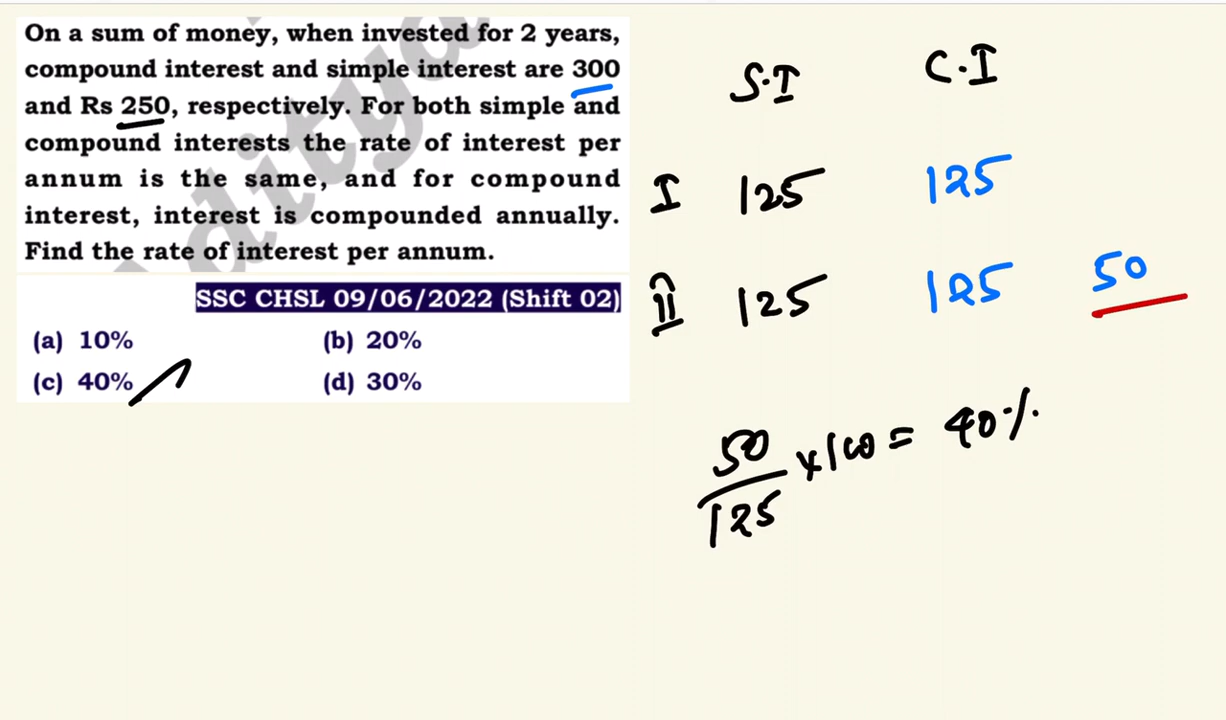 On a sum of money, when invested for 2 years,
compound interest and simple interest are 300
and Rs 250, respectively. For both simple and
compound interests the rate of interest per
annum is the same, and for compound
interest, interest is compounded annually.
Find the rate of interest per annum.
SSC CHSL 09/06/2022 (Shift 02)
(a) 10% (b) 20%
(c) 40% (d) 30%
S.I C.I
I 125 125
II 125 125 50
50/125 × 100 = 40%
Aditya